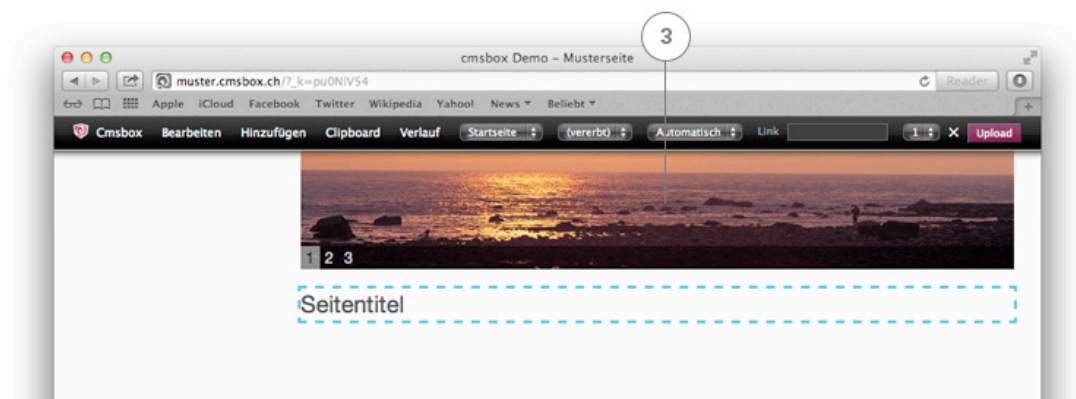 3
cmsbox Demo – Musterseite
muster.cmsbox.ch/?_k=pu0NiVS4 Reader
Apple iCloud Facebook Twitter Wikipedia Yahoo! News Beliebt
Cmsbox Bearbeiten Hinzufügen Clipboard Verlauf Startseite (vererbt) Automatisch Link 1 Upload
1 2 3
Seitentitel